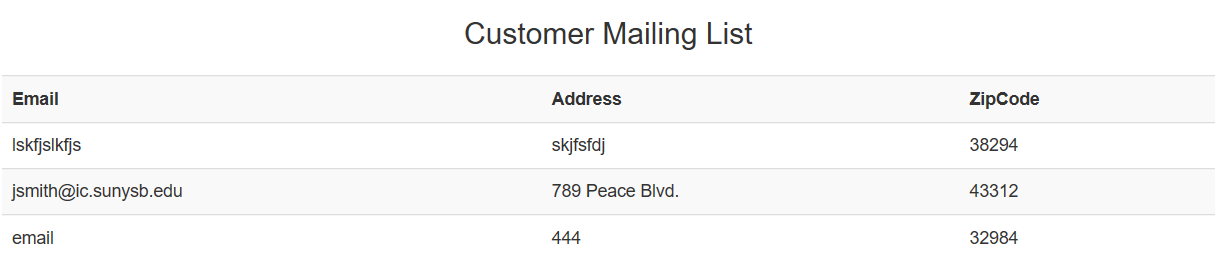 Customer Mailing List
Email Address ZipCode
lskfjslkfjs skjfsfdj 38294
jsmith@ic.sunysb.edu 789 Peace Blvd. 43312
email 444 32984